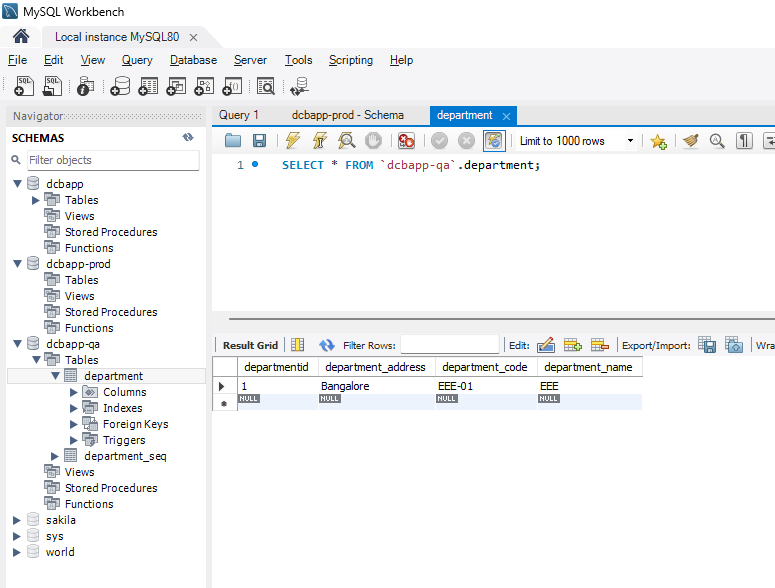 MySQL Workbench
Local instance MySQL80
File Edit View Query Database Server Tools Scripting Help
SQL SQL
Navigator
SCHEMAS
Filter objects
dcbapp
Tables
Views
Stored Procedures
Functions
dcbapp-prod
Tables
Views
Stored Procedures
Functions
dcbapp-qa
Tables
department
Columns
Indexes
Foreign Keys
Triggers
department_seq
Views
Stored Procedures
Functions
sakila
sys
world
Query 1 dcbapp-prod - Schema department
Limit to 1000 rows
1 SELECT * FROM `dcbapp-qa`.department;
Result Grid Filter Rows: Edit: Export/Import: Wra
departmentid department_address department_code department_name
1 Bangalore EEE-01 EEE
NULL NULL NULL NULL